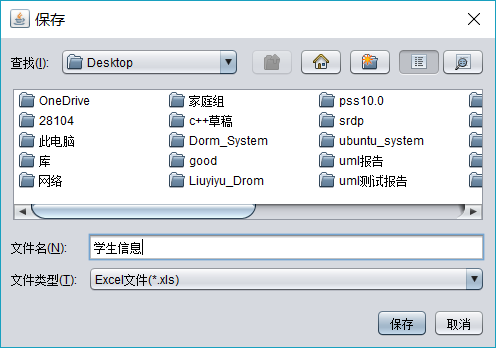 保存
查找(I): Desktop
OneDrive 家庭组 pss10.0
28104 c++草稿 srdp
此电脑 Dorm_System ubuntu_system
库 good uml报告
网络 Liuyiyu_Drom uml测试报告
文件名(N): 学生信息
文件类型(T): Excel文件(*.xls)
保存 取消